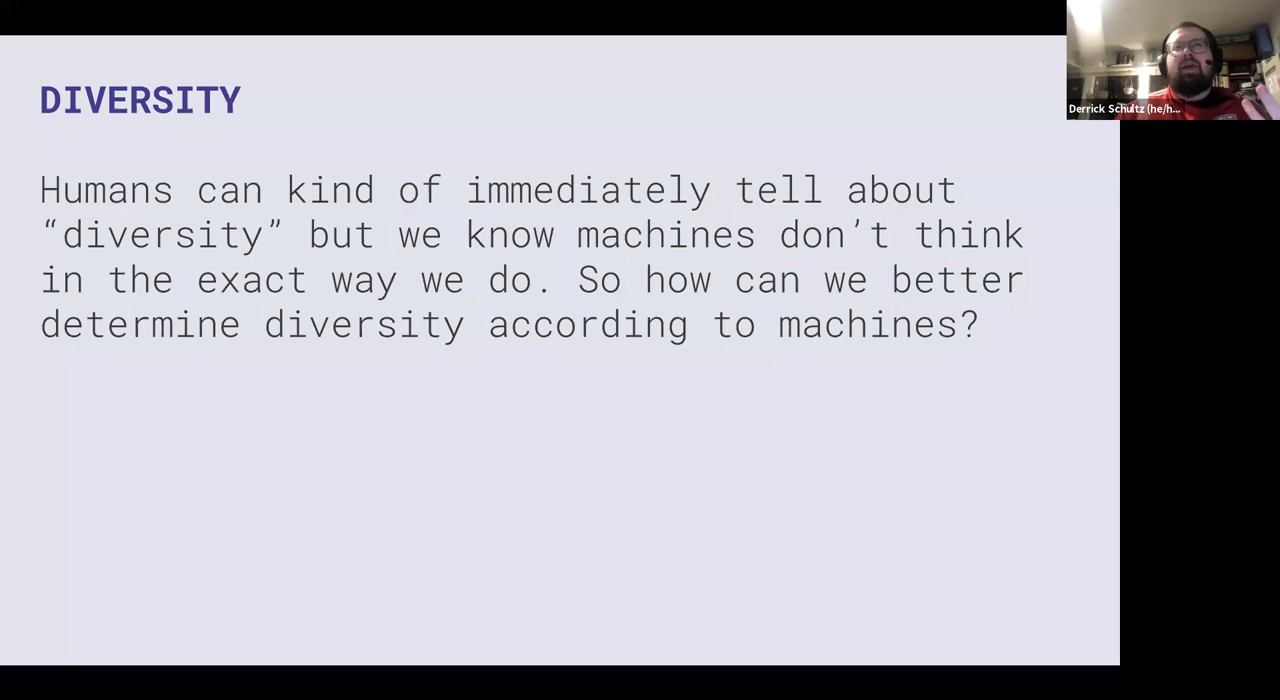 DIVERSITY
Humans can kind of immediately tell about
“diversity” but we know machines don’t think
in the exact way we do. So how can we better
determine diversity according to machines?
Derrick Schultz (he/h...